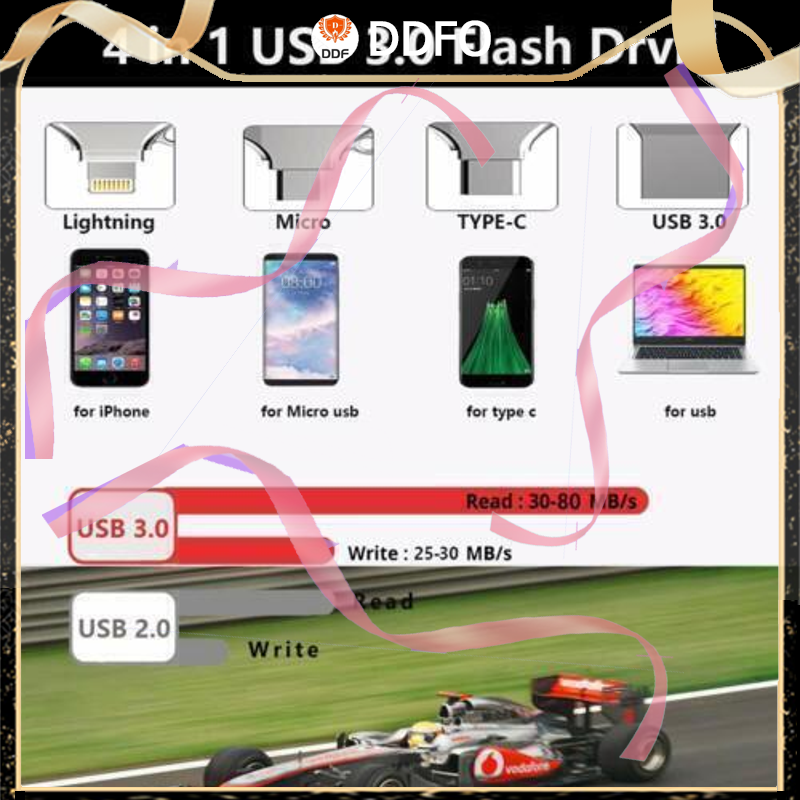 4 in 1 USB 3.0 Flash Drv
DDF
DDFO
Lightning
Micro
TYPE-C
USB 3.0
08:00
01:10
for iPhone
for Micro usb
for type c
for usb
USB 3.0
Read : 30-80 MB/s
Write : 25-30 MB/s
USB 2.0
Read
Write
vodafone